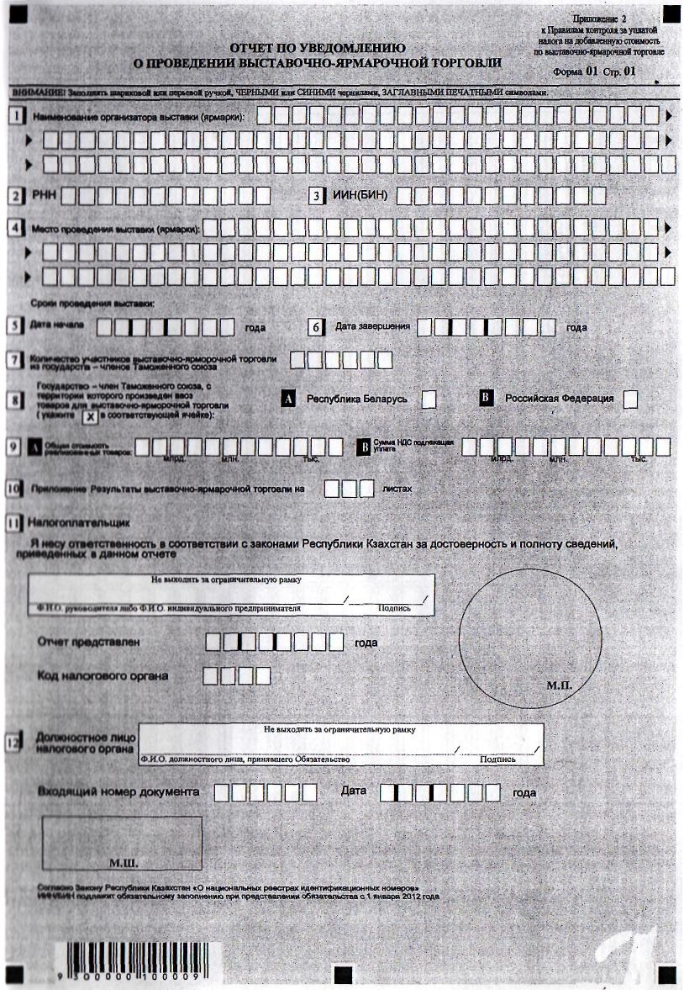 Приложение 2
к Правилам контроля за уплатой
налога на добавленную стоимость
по выставочно-ярмарочной торговле
Форма 01 Стр. 01
ОТЧЕТ ПО УВЕДОМЛЕНИЮ
О ПРОВЕДЕНИИ ВЫСТАВОЧНО-ЯРМАРОЧНОЙ ТОРГОВЛИ
ВНИМАНИЕ! Заполнять шариковой или перьевой ручкой, ЧЕРНЫМИ или СИНИМИ чернилами, ЗАГЛАВНЫМИ ПЕЧАТНЫМИ символами.
1 Наименование организатора выставки (ярмарки):
2 РНН 3 ИИН(БИН)
4 Место проведения выставки (ярмарки):
Сроки проведения выставки:
5 Дата начала года 6 Дата завершения года
7 Количество участников выставочно-ярморочной торговли
из государств – членов Таможенного союза
8 Государство – член Таможенного союза, с
территории которого произведен ввоз
товаров для выставочно-ярморочной торговли
( укажите X в соответствующей ячейке):
A Республика Беларусь B Российская Федерация
9 A Общая стоимость
реализованных товаров:
млрд. млн. тыс.
B Сумма НДС подлежащая
уплате
млрд. млн. тыс.
10 Приложение Результаты выставочно-ярмарочной торговли на листах
11 Налогоплательщик
Я несу ответственность в соответствии с законами Республики Кзахстан за достоверность и полноту сведений,
приведенных в данном отчете
Не выходить за ограничительную рамку
/ /
Ф.И.О. руководителя либо Ф.И.О. индивидуального предпринимателя Подпись
Отчет представлен года
Код налогового органа
М.П.
12 Должностное лицо
налогового органа
Не выходить за ограничительную рамку
/ /
Ф.И.О. должностного лица, принявшего Обязательство Подпись
Входящий номер документа Дата года
М.Ш.
Согласно Закону Республики Казахстан «О национальных реестрах идентификационных номеров»
ИИН/БИН подлежит обязательному заполнению при представлении обязательства с 1 января 2012 года
9 300000 100009